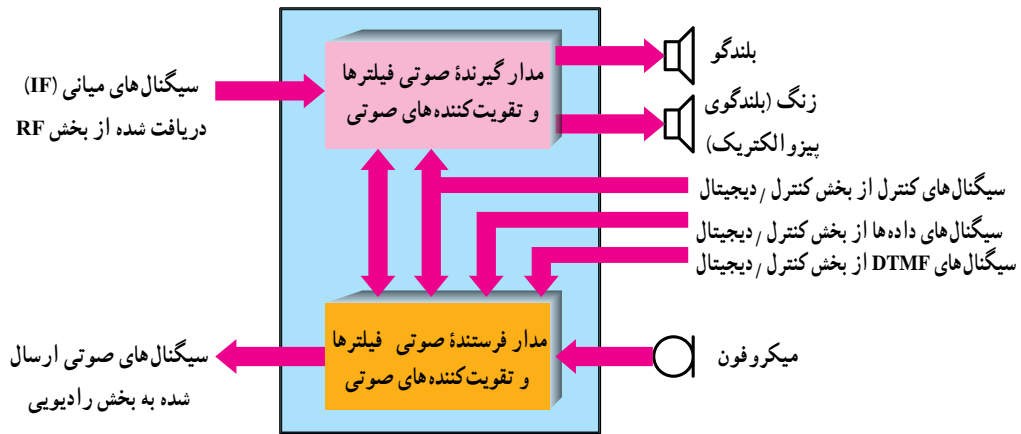 بلندگو
مدار گیرندهٔ صوتی فیلترها
و تقویت‌کننده‌های صوتی
سیگنال‌های میانی (IF)
دریافت شده از بخش RF
زنگ (بلندگوی
پیزوالکتریک)
سیگنال‌های کنترل از بخش کنترل / دیجیتال
سیگنال‌های داده‌ها از بخش کنترل / دیجیتال
سیگنال‌های DTMF از بخش کنترل / دیجیتال
مدار فرستندهٔ صوتی فیلترها
و تقویت‌کننده‌های صوتی
میکروفون
سیگنال‌های صوتی ارسال
شده به بخش رادیویی